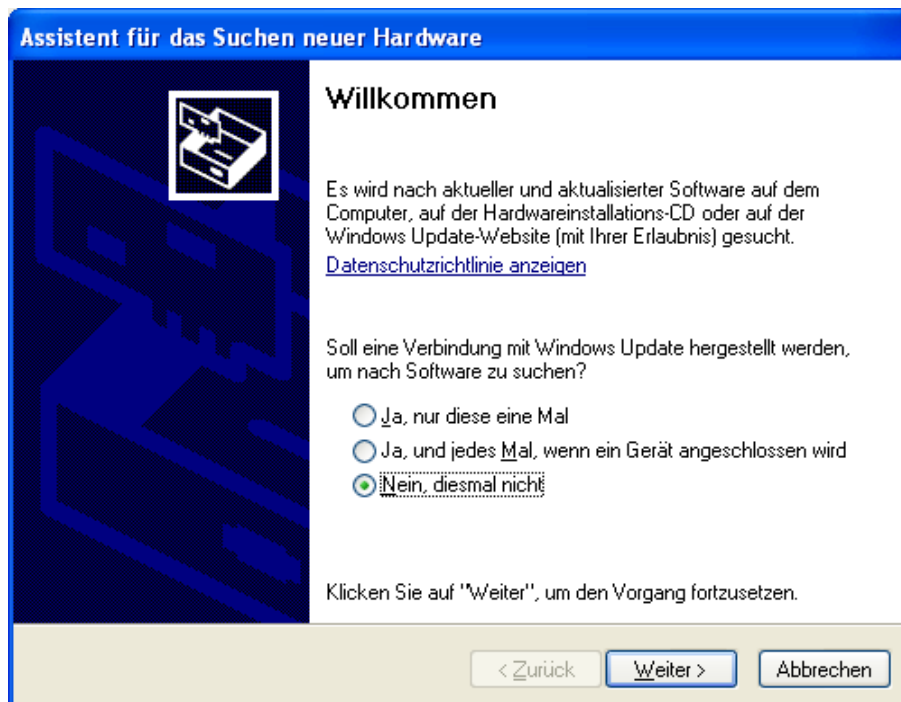 Assistent für das Suchen neuer Hardware
Willkommen
Es wird nach aktueller und aktualisierter Software auf dem
Computer, auf der Hardwareinstallations-CD oder auf der
Windows Update-Website (mit Ihrer Erlaubnis) gesucht.
Datenschutzrichtlinie anzeigen
Soll eine Verbindung mit Windows Update hergestellt werden,
um nach Software zu suchen?
Ja, nur diese eine Mal
Ja, und jedes Mal, wenn ein Gerät angeschlossen wird
Nein, diesmal nicht
Klicken Sie auf "Weiter", um den Vorgang fortzusetzen.
< Zurück Weiter > Abbrechen